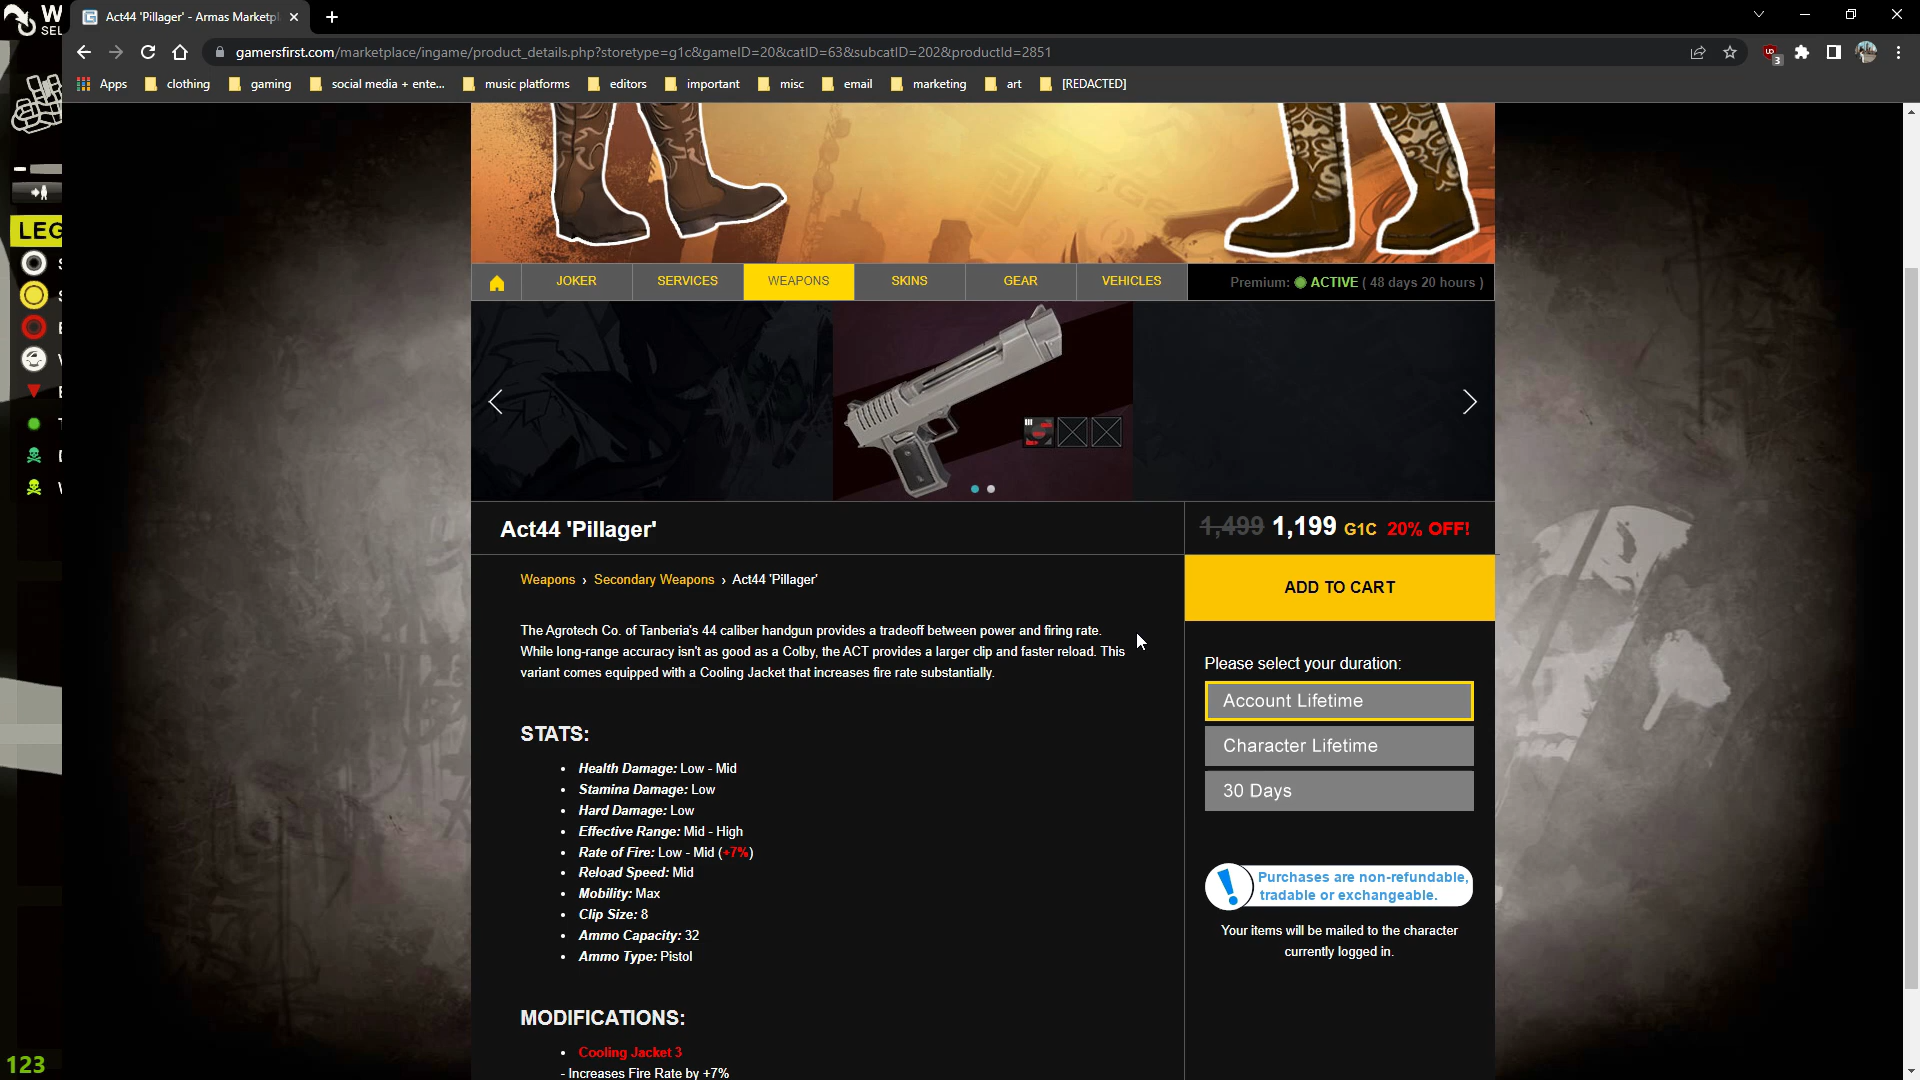 W
SEL
Act44 'Pillager' - Armas Marketpl
gamersfirst.com/marketplace/ingame/product_details.php?storetype=g1c&gameID=20&catID=63&subcatID=202&productId=2851
3
Apps clothing gaming social media + ente... music platforms editors important misc email marketing art [REDACTED]
LEG
JOKER SERVICES WEAPONS SKINS GEAR VEHICLES Premium: ACTIVE ( 48 days 20 hours )
Act44 'Pillager'
1,499 1,199 G1C 20% OFF!
Weapons › Secondary Weapons › Act44 'Pillager'
ADD TO CART
The Agrotech Co. of Tanberia's 44 caliber handgun provides a tradeoff between power and firing rate.
While long-range accuracy isn't as good as a Colby, the ACT provides a larger clip and faster reload. This
variant comes equipped with a Cooling Jacket that increases fire rate substantially.
Please select your duration:
Account Lifetime
Character Lifetime
30 Days
STATS:
• Health Damage: Low - Mid
• Stamina Damage: Low
• Hard Damage: Low
• Effective Range: Mid - High
• Rate of Fire: Low - Mid (+7%)
• Reload Speed: Mid
• Mobility: Max
• Clip Size: 8
• Ammo Capacity: 32
• Ammo Type: Pistol
Purchases are non-refundable,
tradable or exchangeable.
Your items will be mailed to the character
currently logged in.
MODIFICATIONS:
• Cooling Jacket 3
- Increases Fire Rate by +7%
123